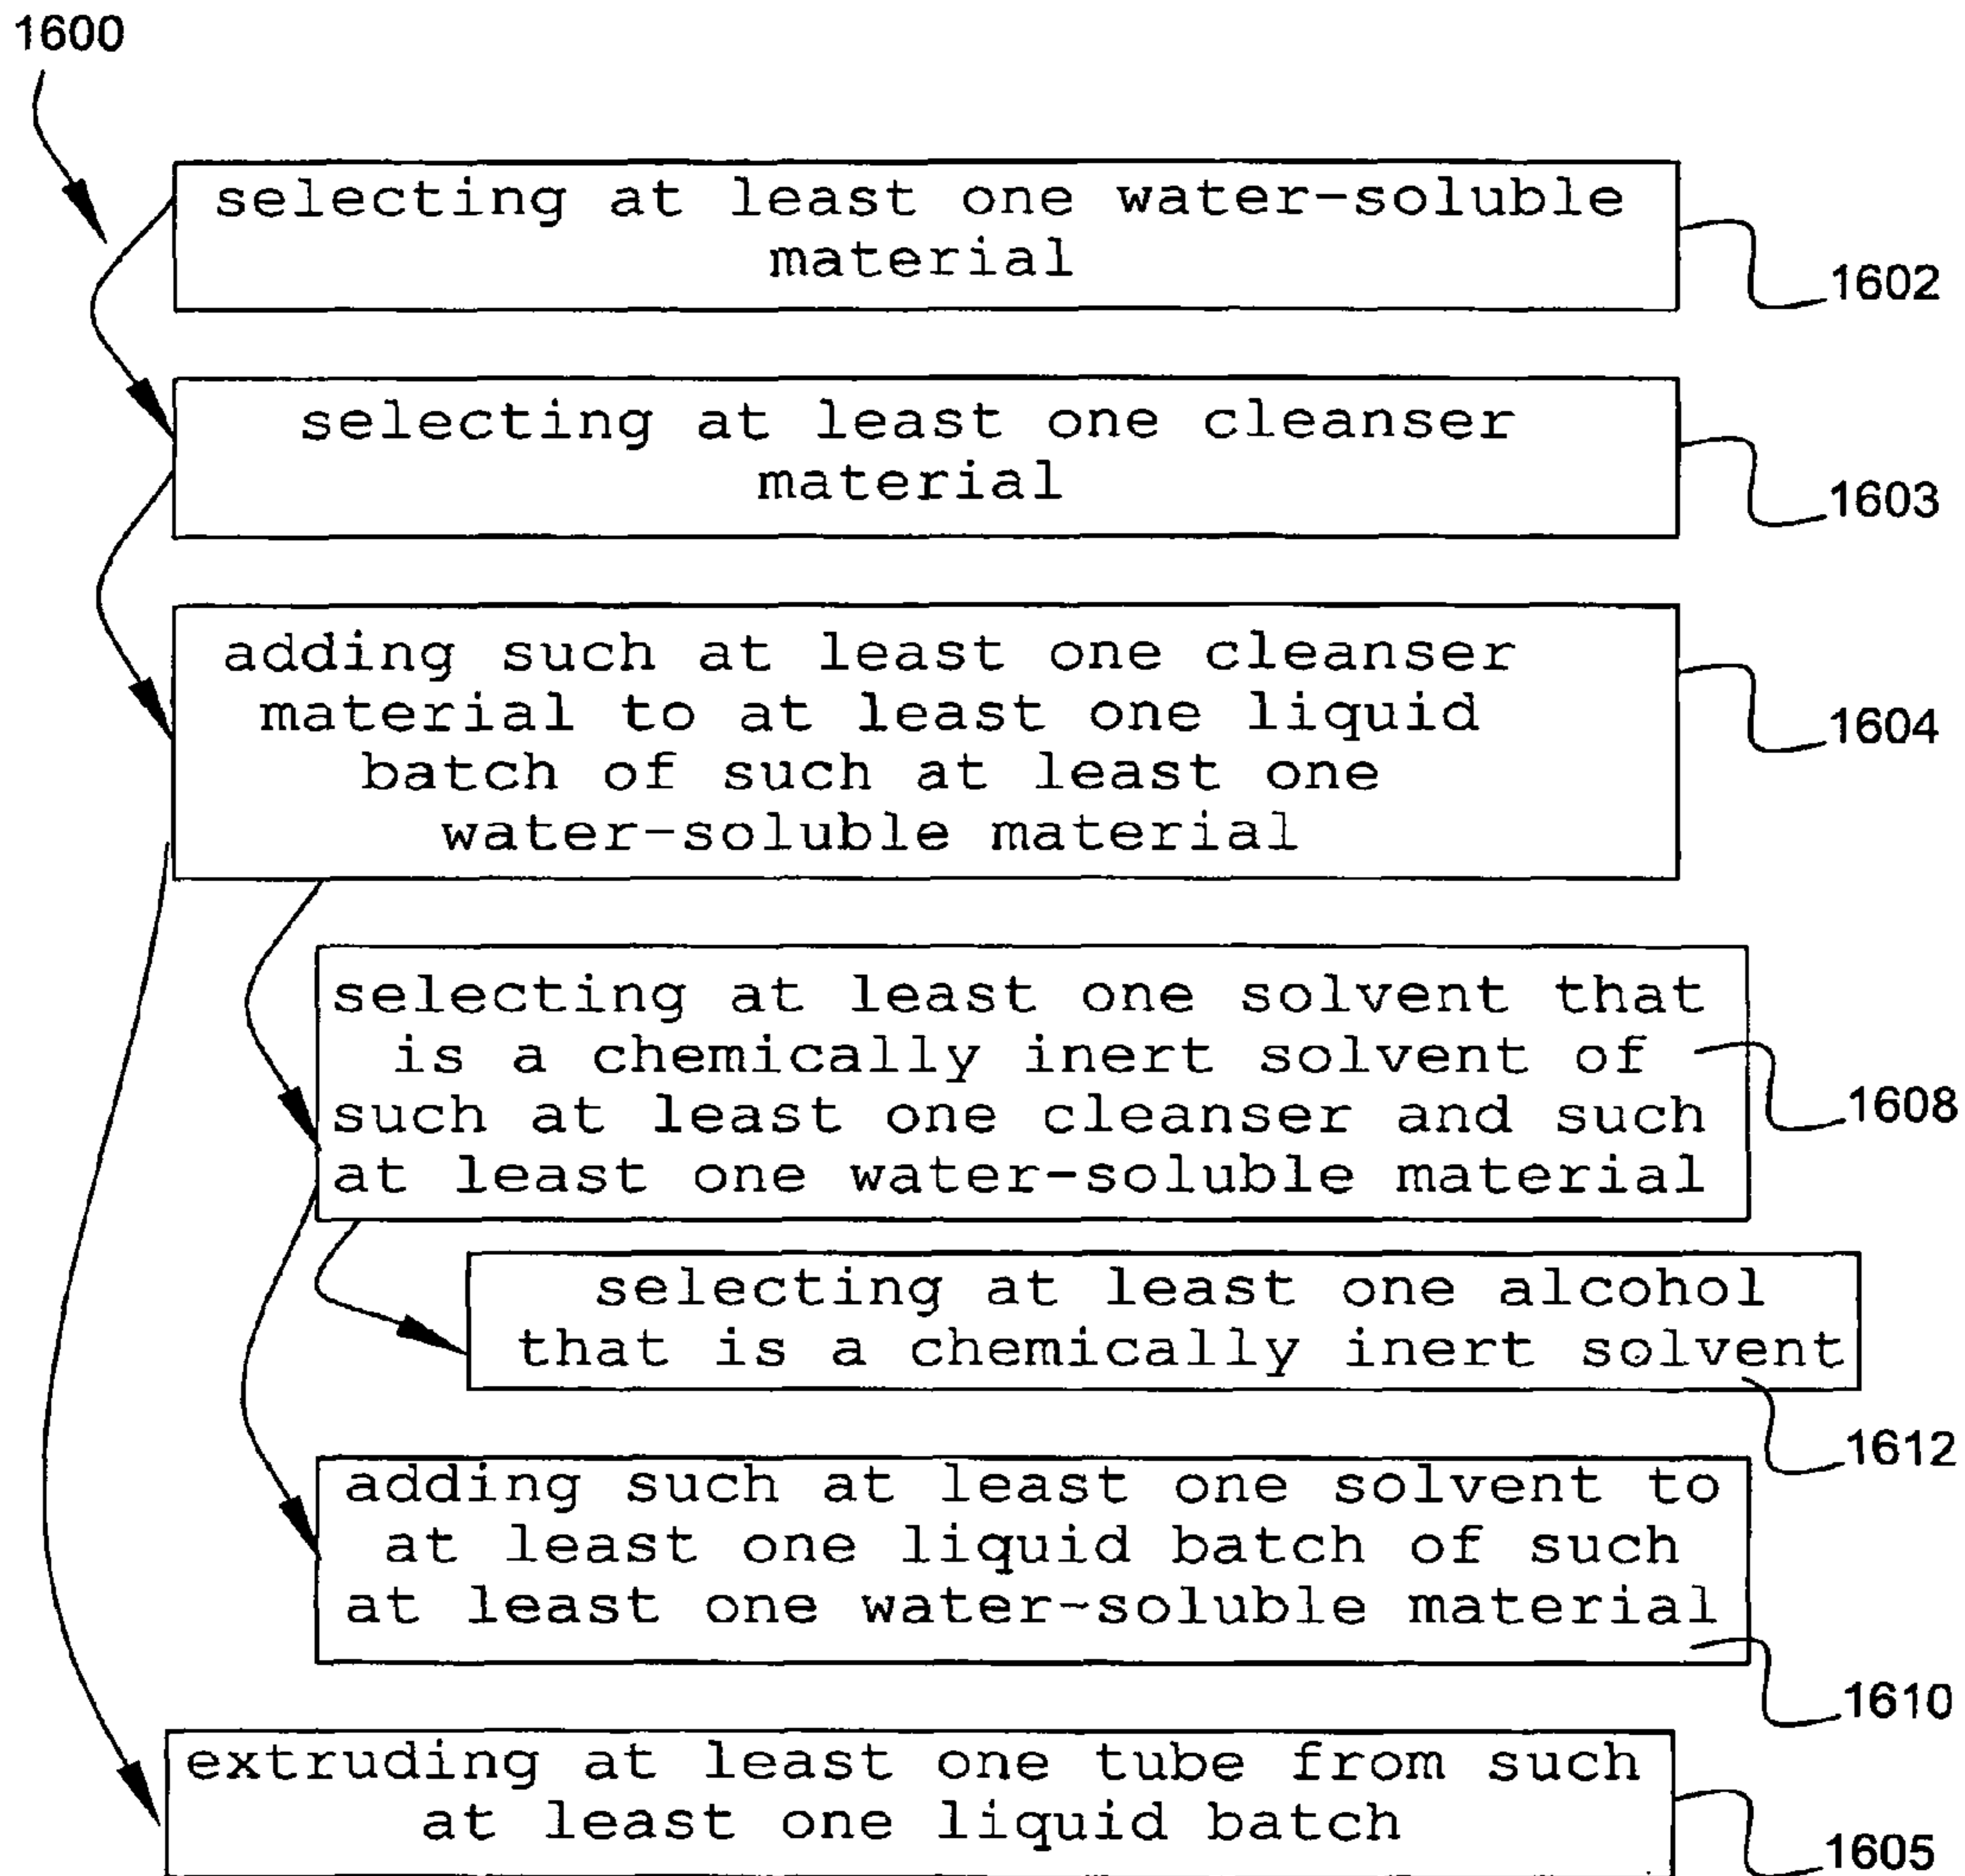 1600
selecting at least one water-soluble
material
1602
selecting at least one cleanser
material
1603
adding such at least one cleanser
material to at least one liquid
batch of such at least one
water-soluble material
1604
selecting at least one solvent that
is a chemically inert solvent of
such at least one cleanser and such
at least one water-soluble material
1608
selecting at least one alcohol
that is a chemically inert solvent
1612
adding such at least one solvent to
at least one liquid batch of such
at least one water-soluble material
1610
extruding at least one tube from such
at least one liquid batch
1605